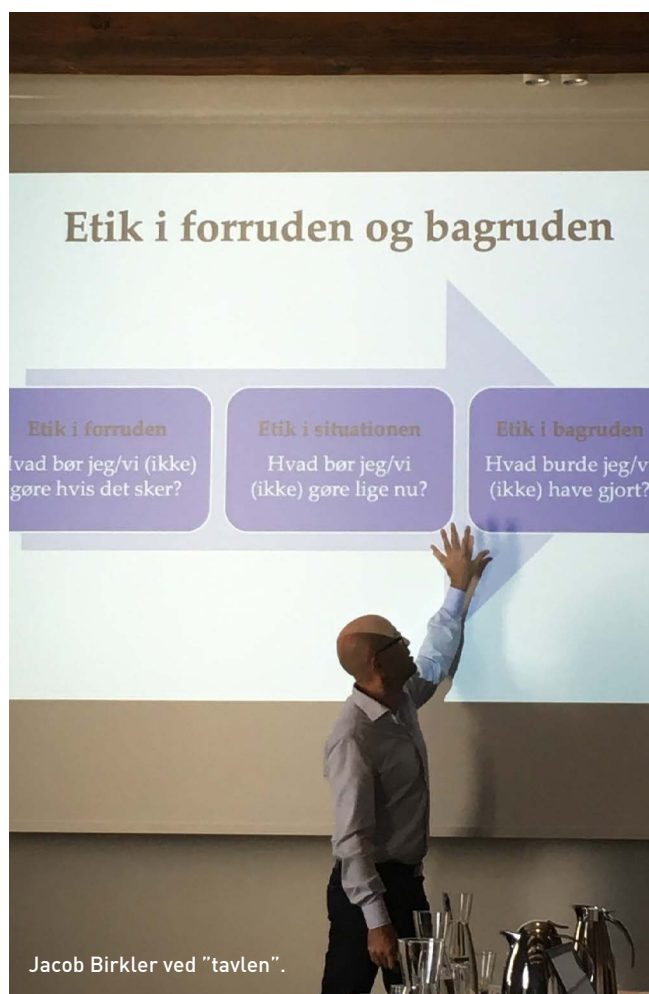 Etik i forruden og bagruden
Etik i forruden
vad bør jeg/vi (ikke)
gøre hvis det sker?
Etik i situationen
Hvad bør jeg/vi
(ikke) gøre lige nu?
Etik i bagruden
Hvad burde jeg/v
(ikke) have gjort?
Jacob Birkler ved ”tavlen”.